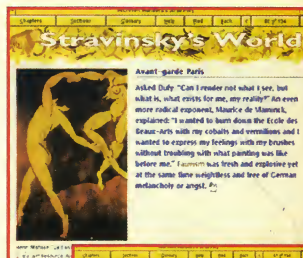 Chapters Sections Glossary Help Find Back
Stravinsky's World
Avant-garde Paris
Asked Dufy "Can I render not what I see, but
what is, what exists for me, my reality?" An even
more radical exponent, Maurice de Vlaminck,
explained: "I wanted to burn down the Ecole des
Beaux-Arts with my cobalts and vermilions and I
wanted to express my feelings with my brushes
without troubling with what painting was like
before me." Fauvism was fresh and explosive yet
at the same time weightless and free of German
melancholy or angst.
Chapters Glossary Help Find Back